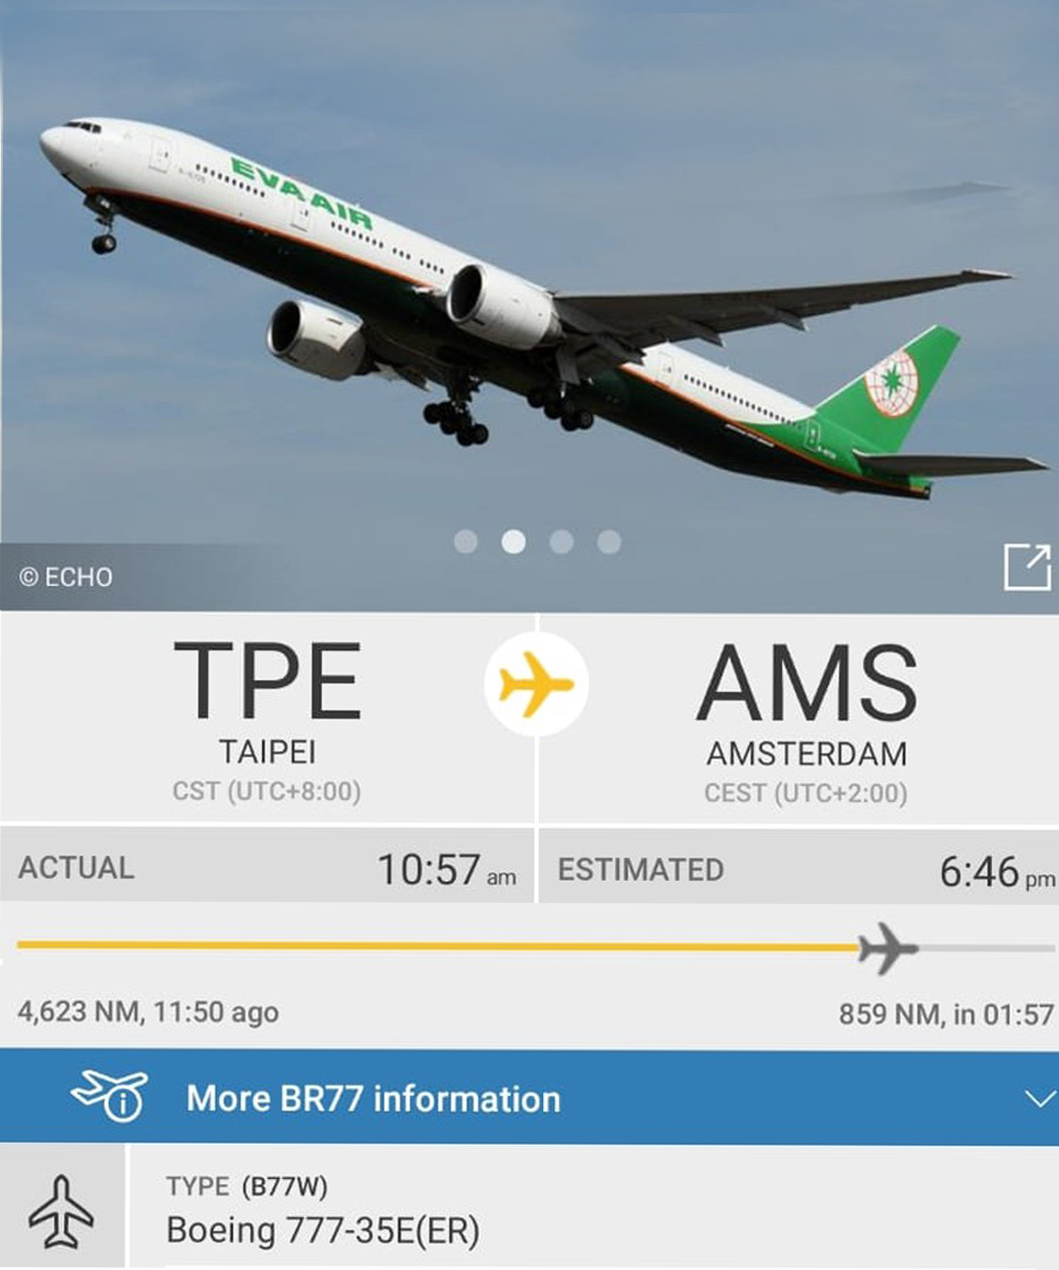 EVA AIR
© ECHO
TPE
TAIPEI
CST (UTC+8:00)
AMS
AMSTERDAM
CEST (UTC+2:00)
ACTUAL 10:57 am
ESTIMATED 6:46 pm
4,623 NM, 11:50 ago
859 NM, in 01:57
More BR77 information
TYPE (B77W)
Boeing 777-35E(ER)